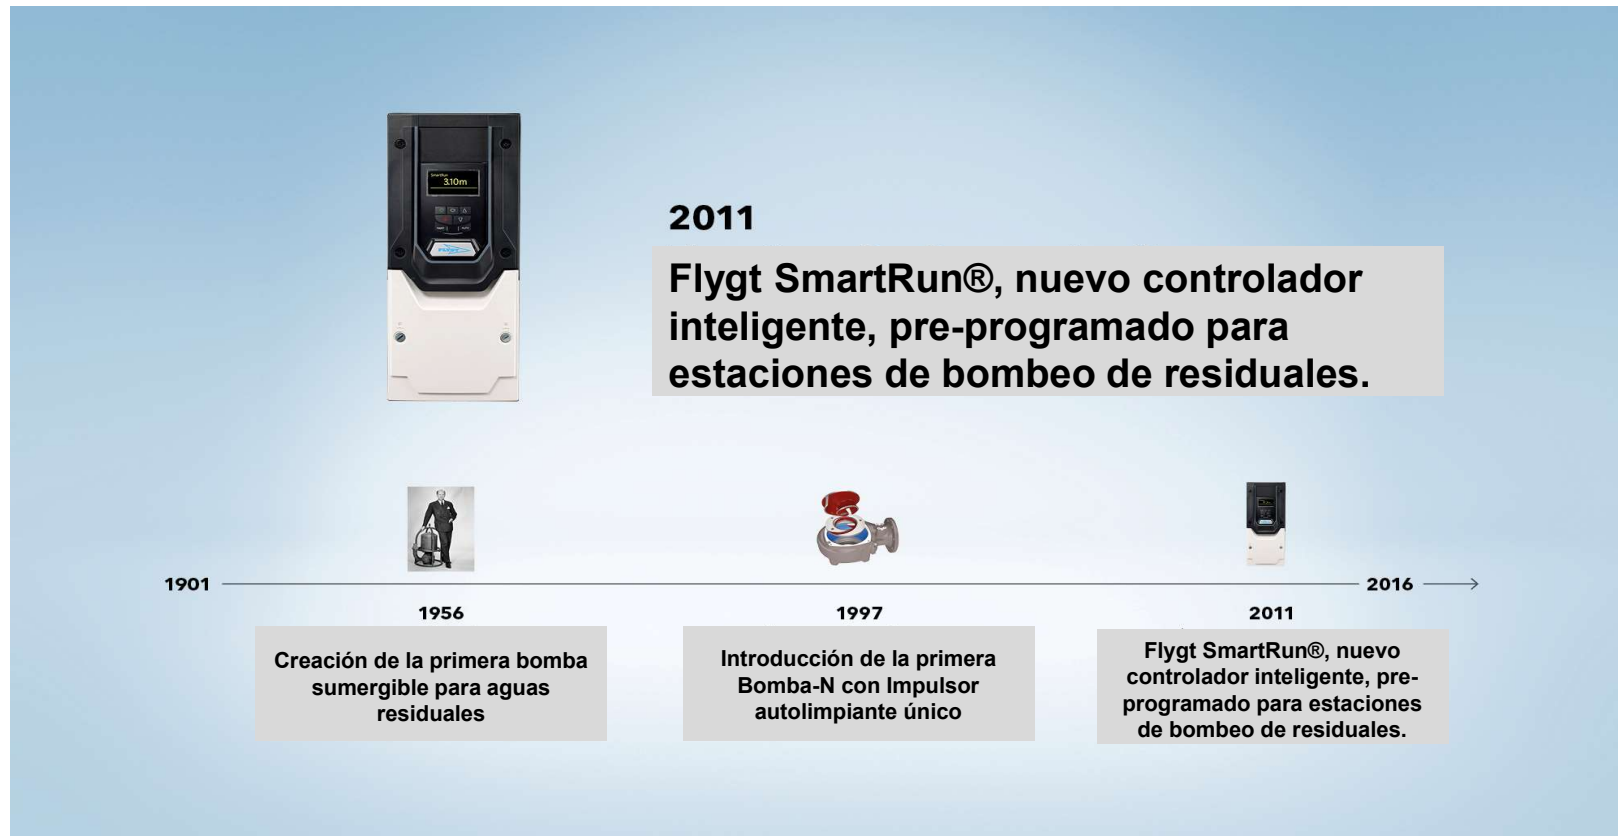 SmartRun
3.10m
FLYGT
2011
Flygt SmartRun®, nuevo controlador
inteligente, pre-programado para
estaciones de bombeo de residuales.
1901
2016
1956
1997
2011
Creación de la primera bomba
sumergible para aguas
residuales
Introducción de la primera
Bomba-N con Impulsor
autolimpiante único
Flygt SmartRun®, nuevo
controlador inteligente, pre-
programado para estaciones
de bombeo de residuales.